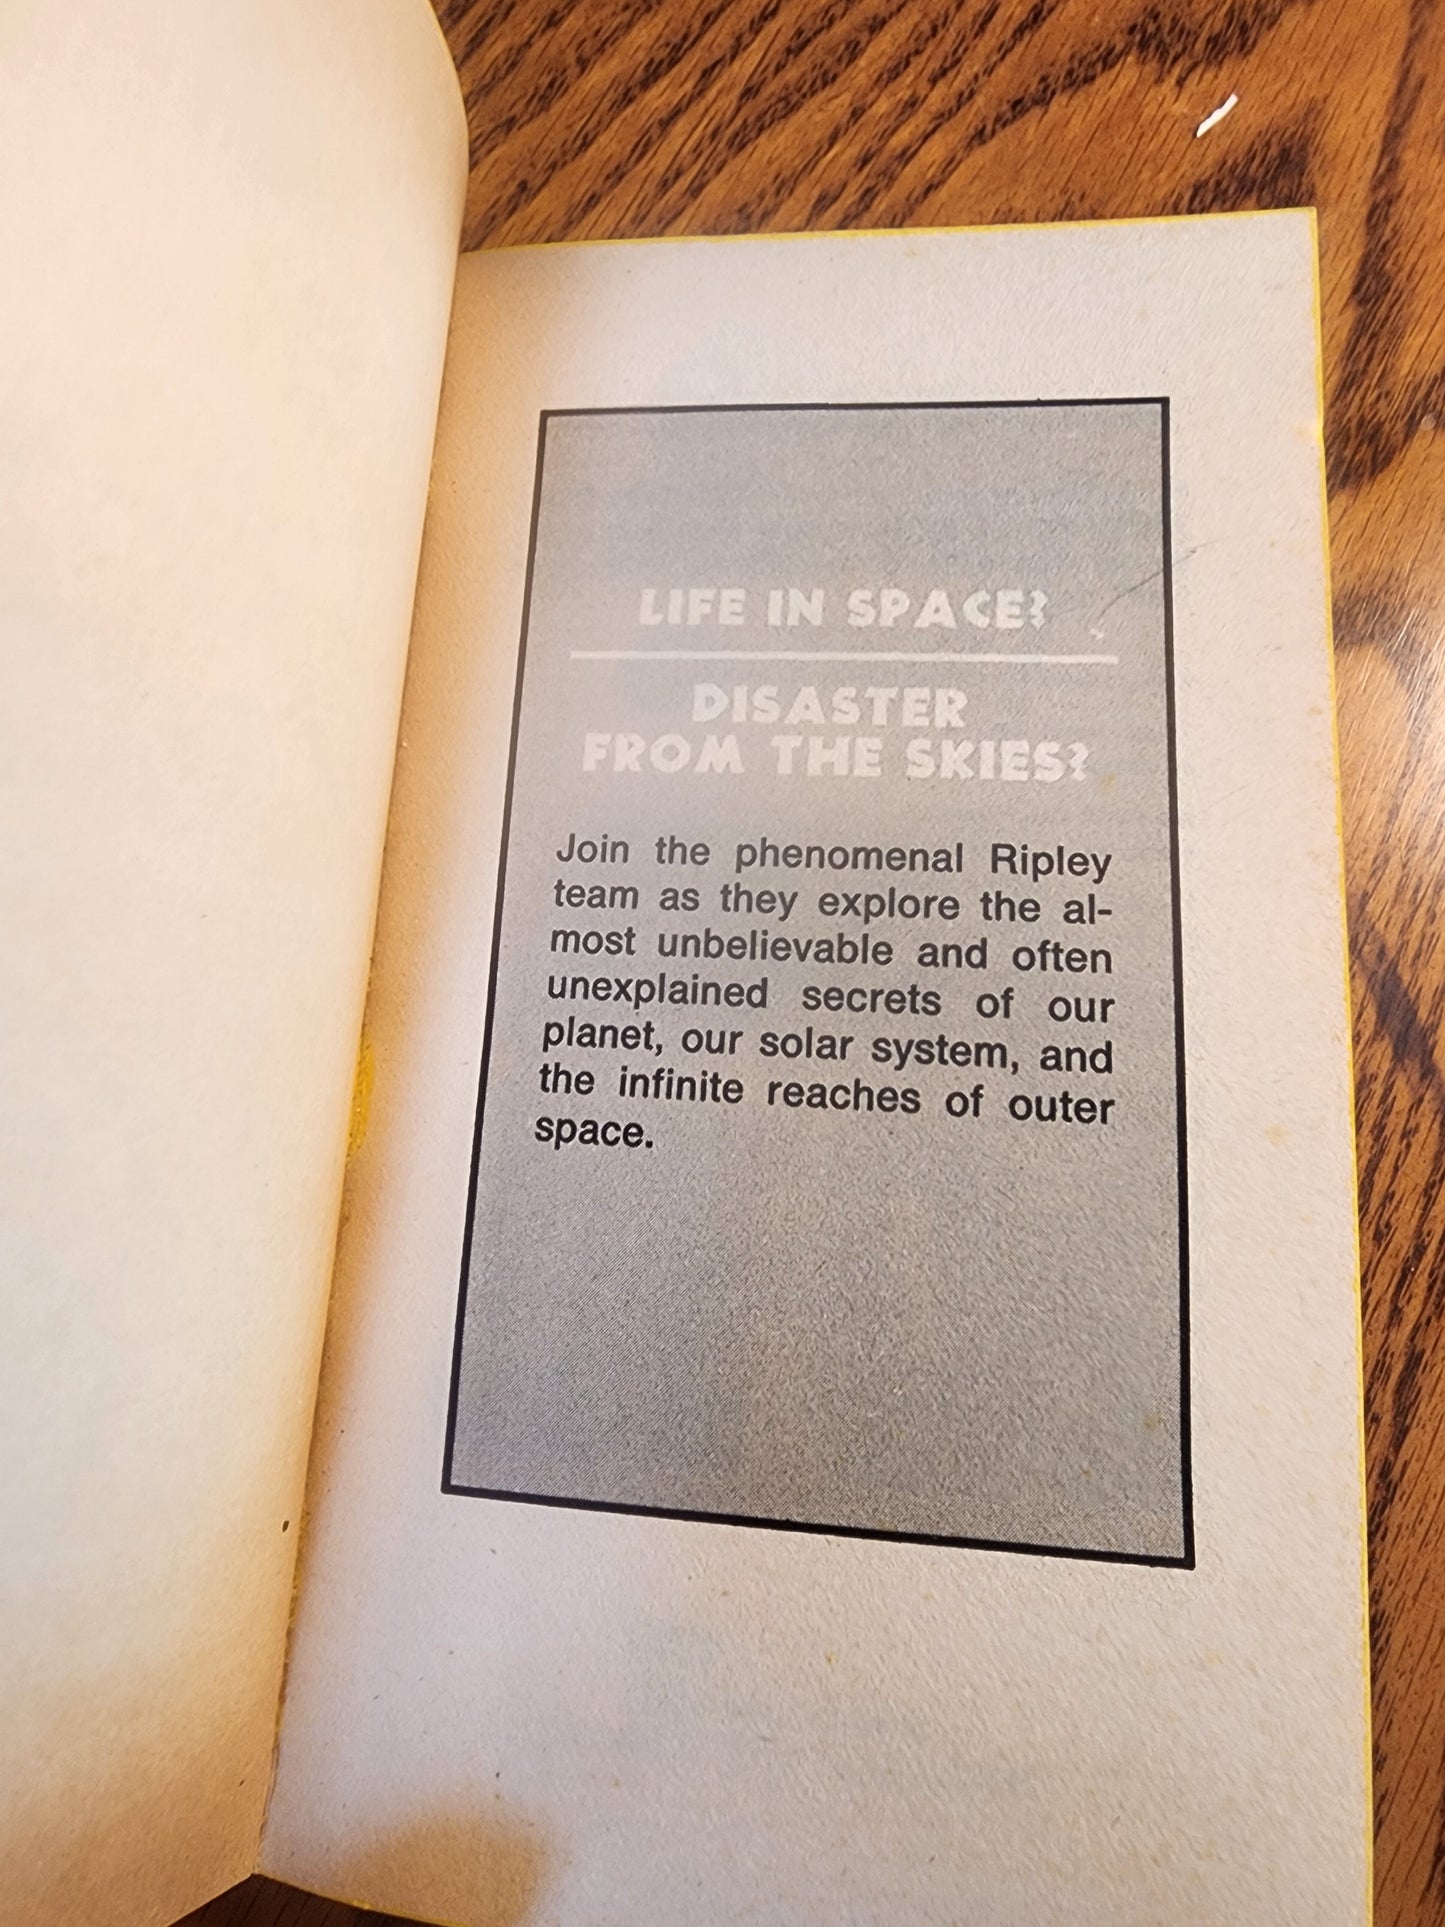 LIFE IN SPACE?
DISASTER
FROM THE SKIES?
Join the phenomenal Ripley
team as they explore the al-
most unbelievable and often
unexplained secrets of our
planet, our solar system, and
the infinite reaches of outer
space.